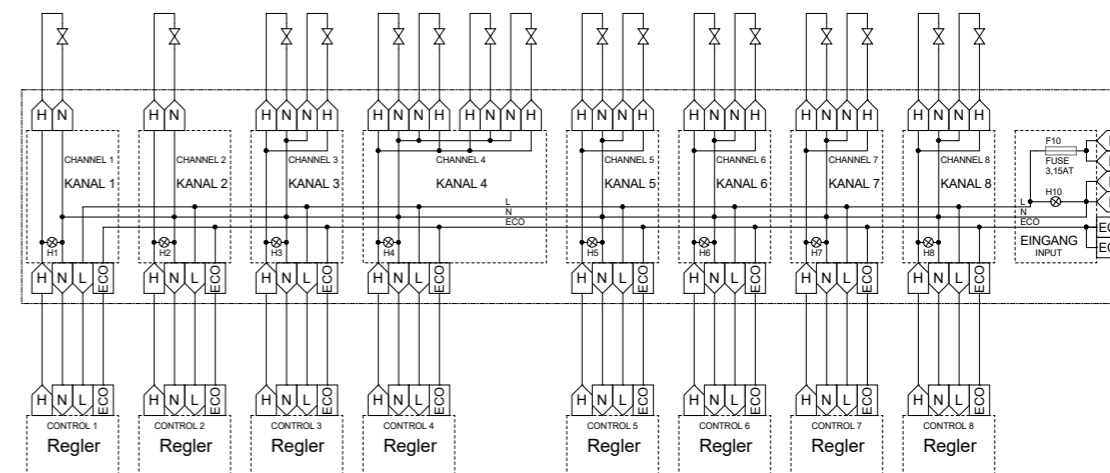 H N H N H N N H H N N H H N N H H N N H H N N H H N N H H N N H
CHANNEL 1 CHANNEL 2 CHANNEL 3 CHANNEL 4 CHANNEL 5 CHANNEL 6 CHANNEL 7 CHANNEL 8 F10
FUSE
3,15AT
KANAL 1 KANAL 2 KANAL 3 KANAL 4 KANAL 5 KANAL 6 KANAL 7 KANAL 8
H10
L
N
ECO
L
N
ECO
EINGANG
INPUT
H1 H2 H3 H4 H5 H6 H7 H8
H N L ECO H N L ECO H N L ECO H N L ECO H N L ECO H N L ECO H N L ECO H N L ECO
H N L ECO H N L ECO H N L ECO H N L ECO H N L ECO H N L ECO H N L ECO H N L ECO
CONTROL 1 CONTROL 2 CONTROL 3 CONTROL 4 CONTROL 5 CONTROL 6 CONTROL 7 CONTROL 8
Regler Regler Regler Regler Regler Regler Regler Regler